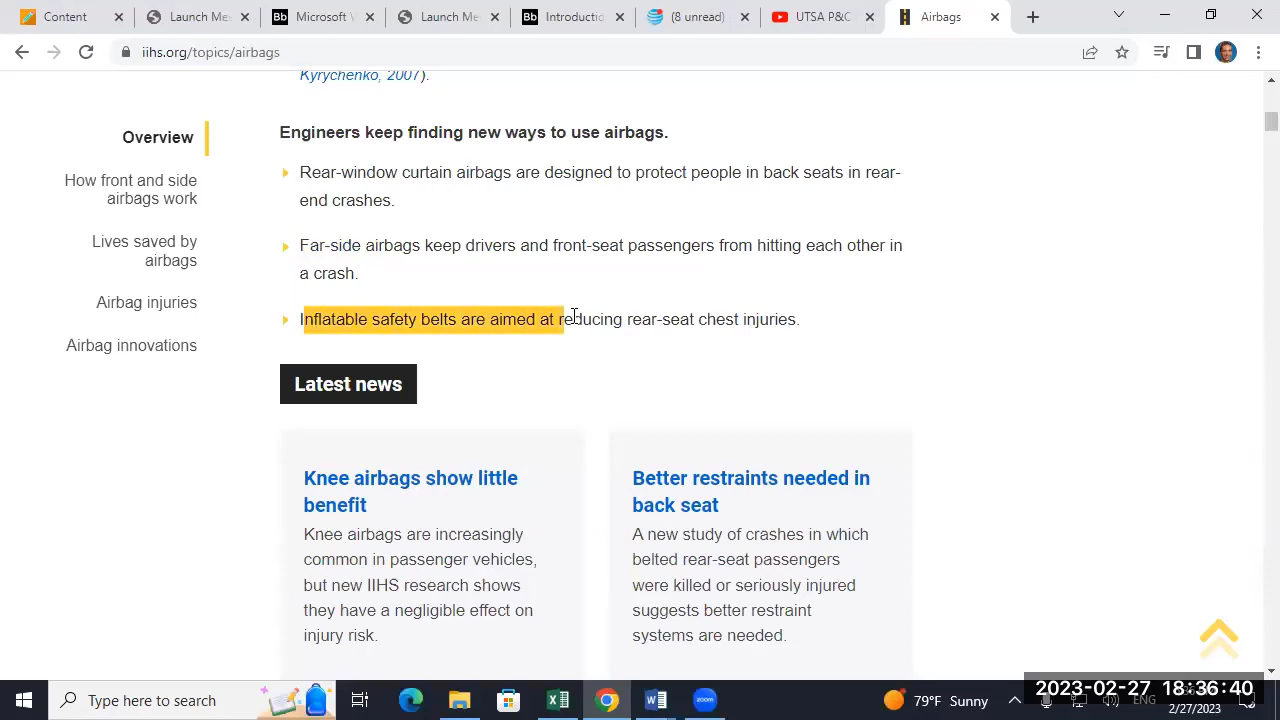 Content
Launch Me
Microsoft
Launch Me
Introductio
(8 unread)
UTSA P&C
Airbags
iihs.org/topics/airbags
Kyrychenko, 2007).
Overview
How front and side
airbags work
Lives saved by
airbags
Airbag injuries
Airbag innovations
Engineers keep finding new ways to use airbags.
Rear-window curtain airbags are designed to protect people in back seats in rear-
end crashes.
Far-side airbags keep drivers and front-seat passengers from hitting each other in
a crash.
Inflatable safety belts are aimed at reducing rear-seat chest injuries.
Latest news
Knee airbags show little
benefit
Knee airbags are increasingly
common in passenger vehicles,
but new IIHS research shows
they have a negligible effect on
injury risk.
Better restraints needed in
back seat
A new study of crashes in which
belted rear-seat passengers
were killed or seriously injured
suggests better restraint
systems are needed.
Type here to search
zoom
79°F Sunny
ENG
2023-02-27 18:36:40
2/27/2023